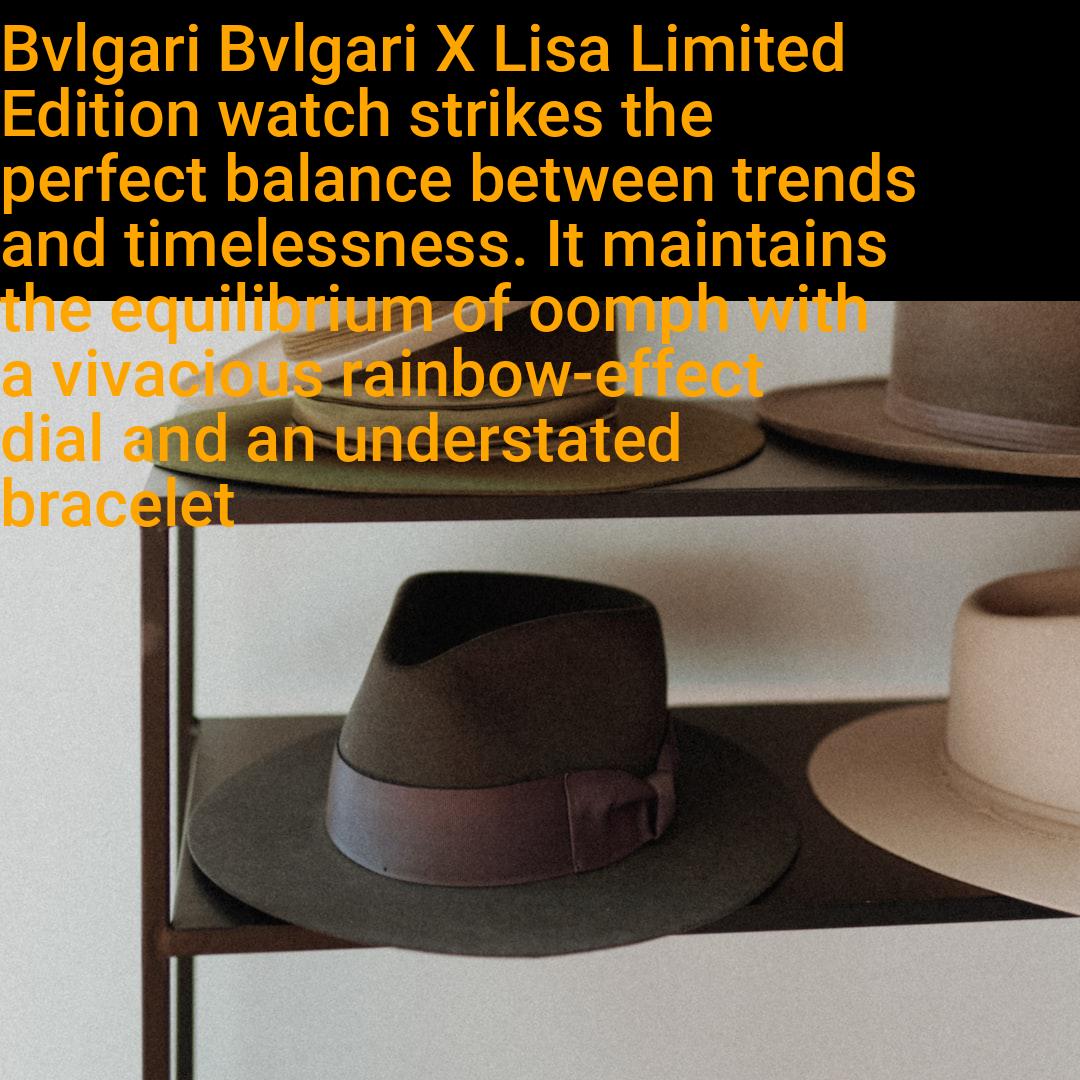 Bvlgari Bvlgari X Lisa Limited
Edition watch strikes the
perfect balance between trends
and timelessness. It maintains
the equilibrium of oomph with
a vivacious rainbow-effect
dial and an understated
bracelet